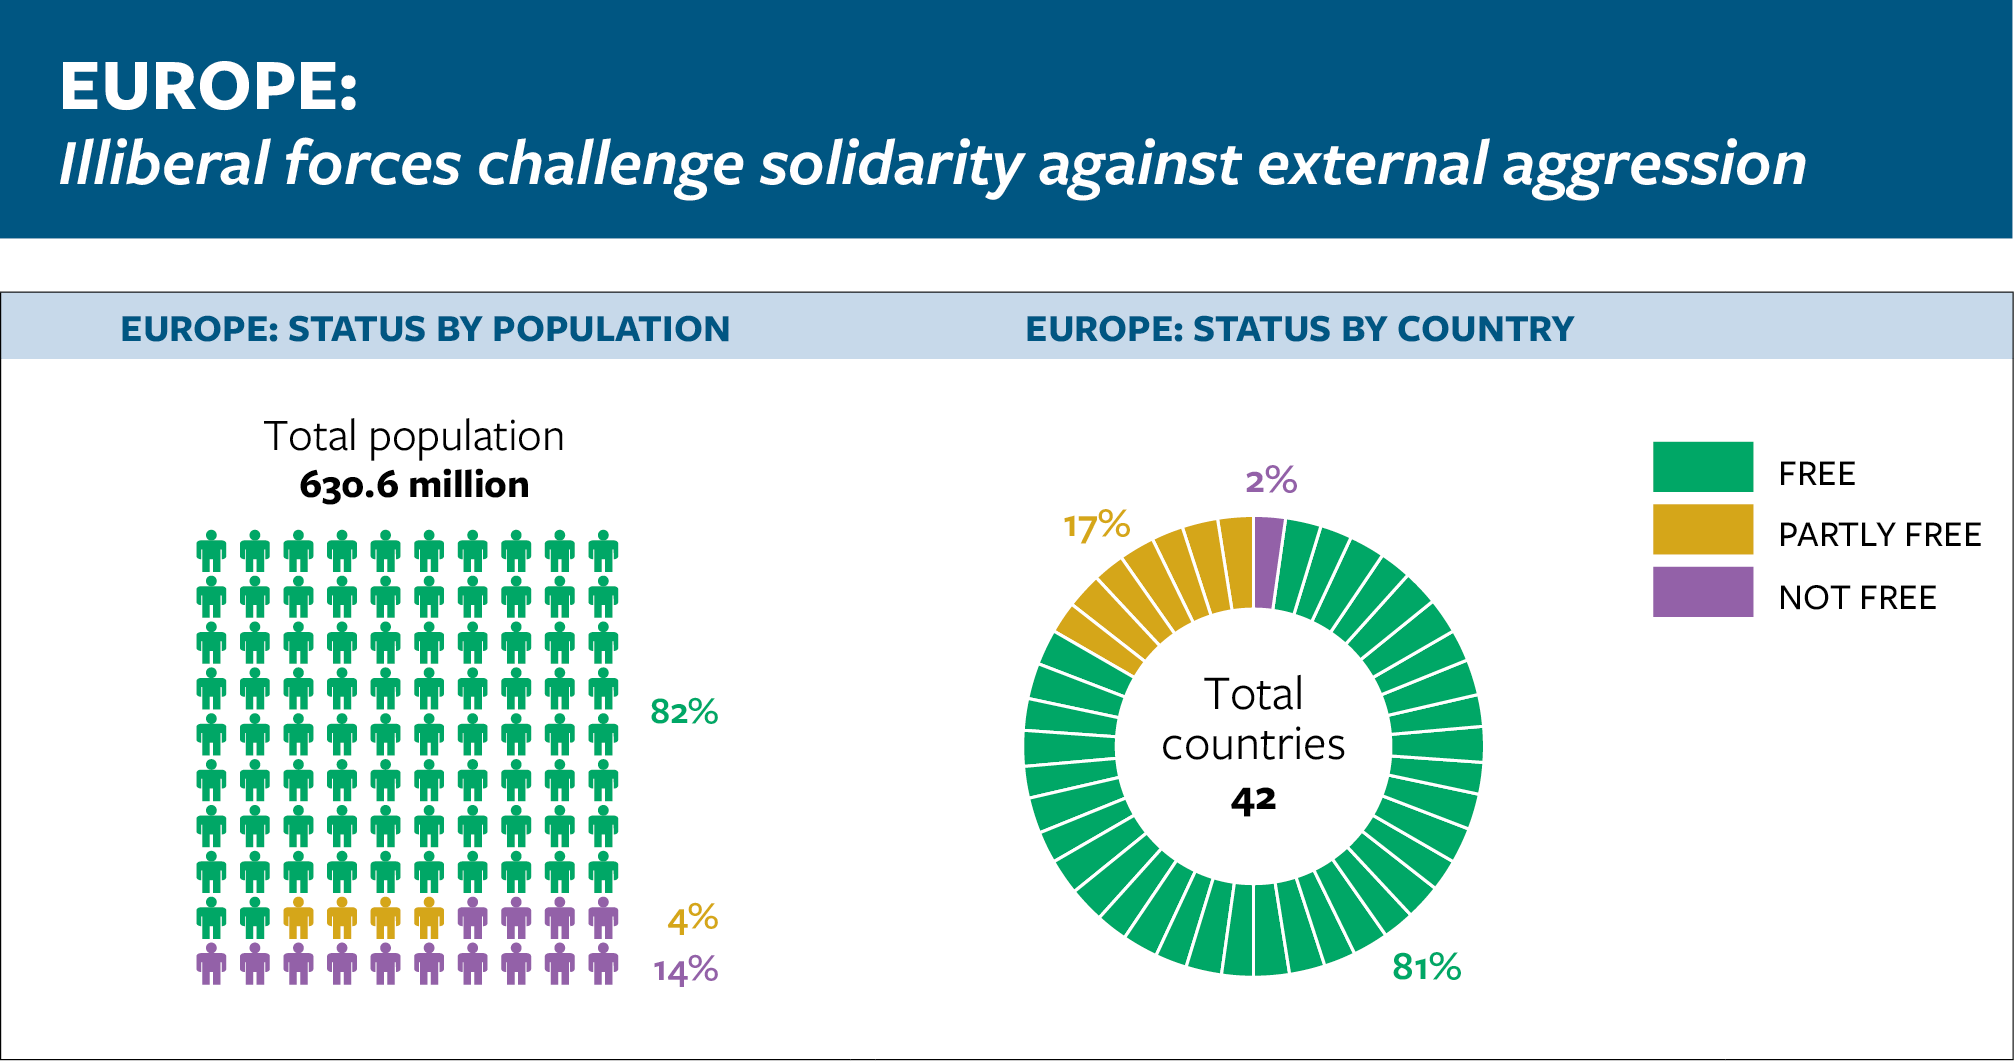 EUROPE:
Illiberal forces challenge solidarity against external aggression
EUROPE: STATUS BY POPULATION
EUROPE: STATUS BY COUNTRY
Total population
630.6 million
82%
4%
14%
2%
17%
Total
countries
42
81%
FREE
PARTLY FREE
NOT FREE